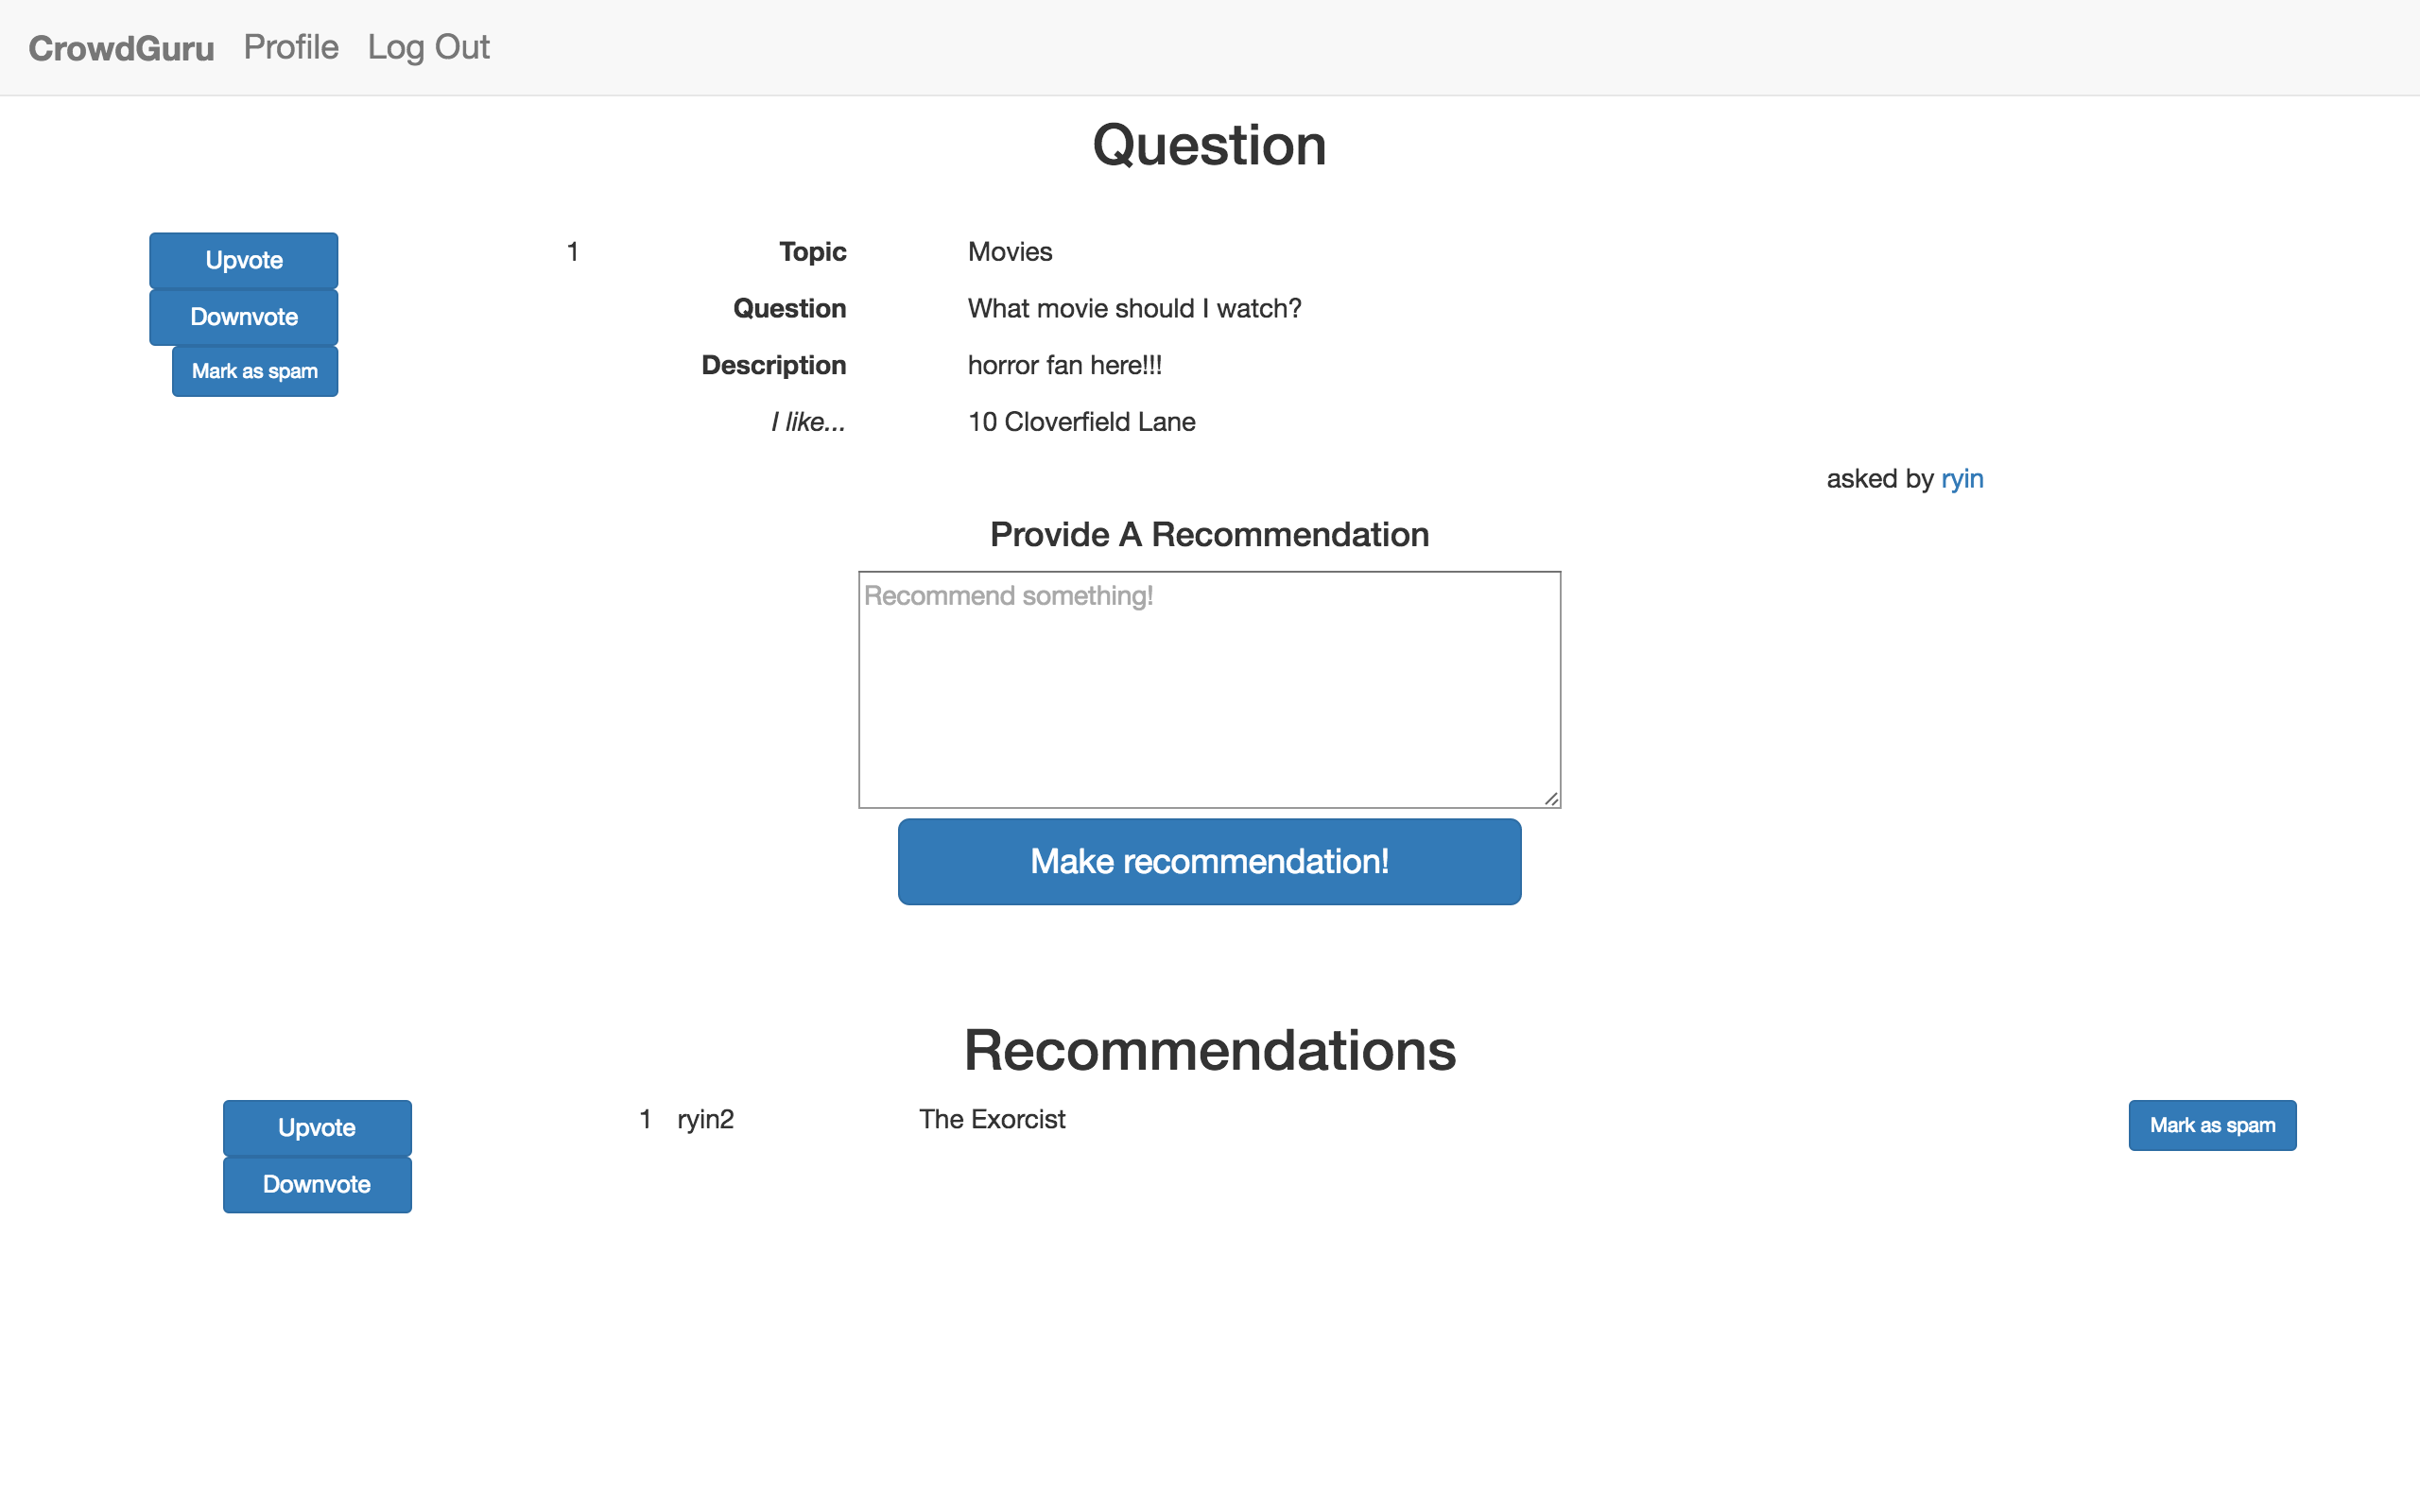 CrowdGuru Profile Log Out
Question
Upvote 1 Topic Movies
Downvote Question What movie should I watch?
Mark as spam Description horror fan here!!!
I like... 10 Cloverfield Lane
asked by ryin
Provide A Recommendation
Recommend something!
Make recommendation!
Recommendations
Upvote 1 ryin2 The Exorcist Mark as spam
Downvote